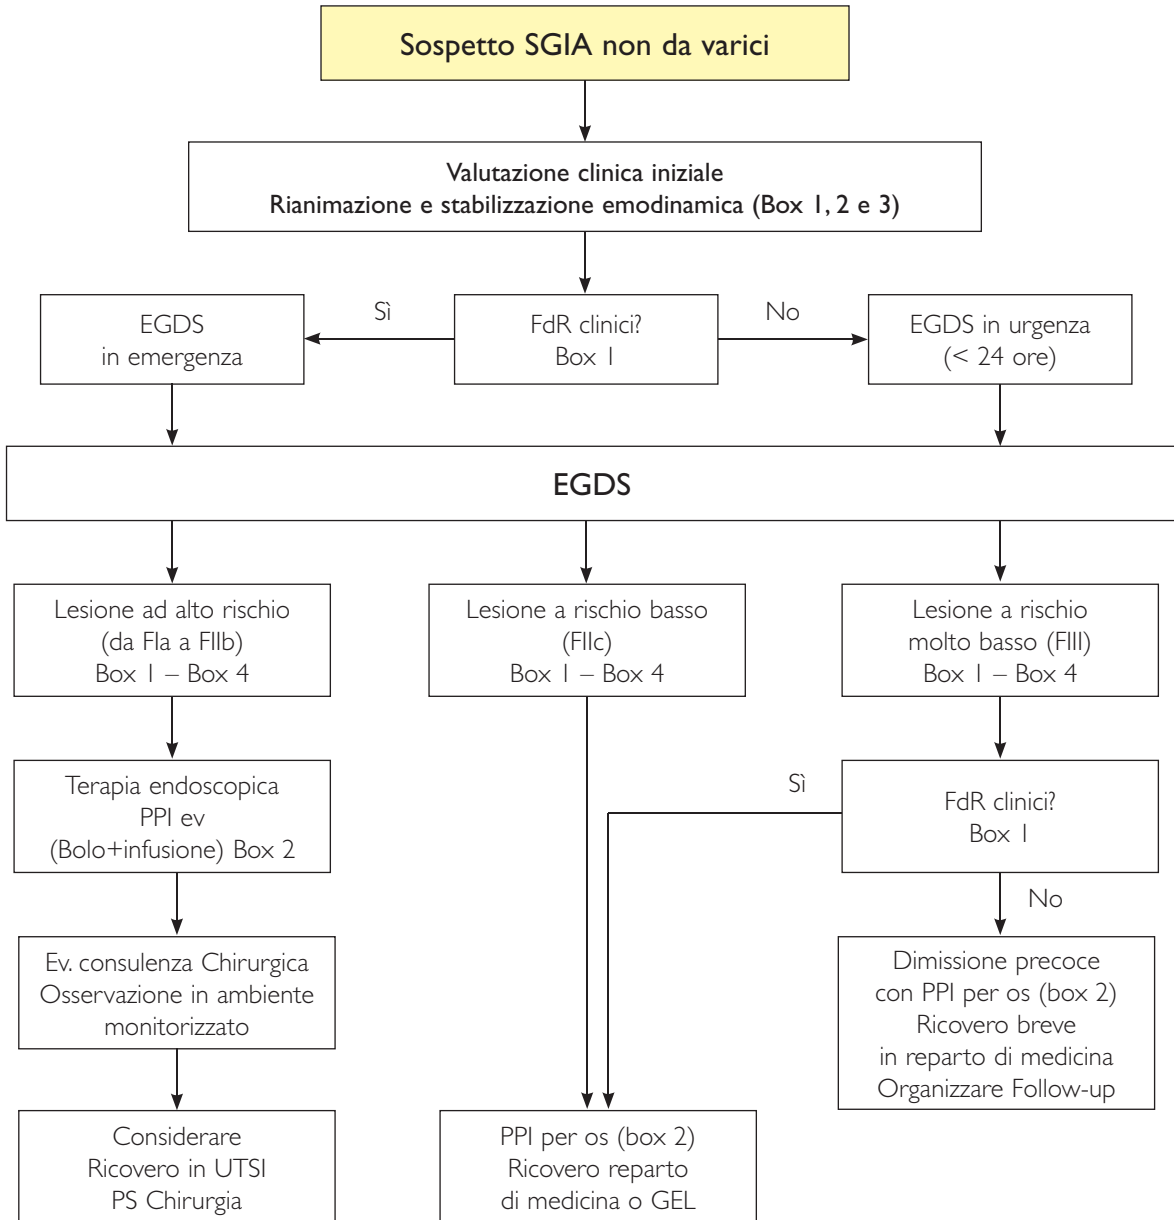 Sospetto SGIA non da varici
Valutazione clinica iniziale
Rianimazione e stabilizzazione emodinamica (Box 1, 2 e 3)
EGDS
in emergenza
Sì
FdR clinici?
Box 1
No
EGDS in urgenza
(< 24 ore)
EGDS
Lesione ad alto rischio
(da FIa a FIIb)
Box 1 – Box 4
Lesione a rischio basso
(FIIc)
Box 1 – Box 4
Lesione a rischio
molto basso (FIII)
Box 1 – Box 4
Terapia endoscopica
PPI ev
(Bolo+infusione) Box 2
Sì
FdR clinici?
Box 1
No
Ev. consulenza Chirurgica
Osservazione in ambiente
monitorizzato
Dimissione precoce
con PPI per os (box 2)
Ricovero breve
in reparto di medicina
Organizzare Follow-up
Considerare
Ricovero in UTSI
PS Chirurgia
PPI per os (box 2)
Ricovero reparto
di medicina o GEL